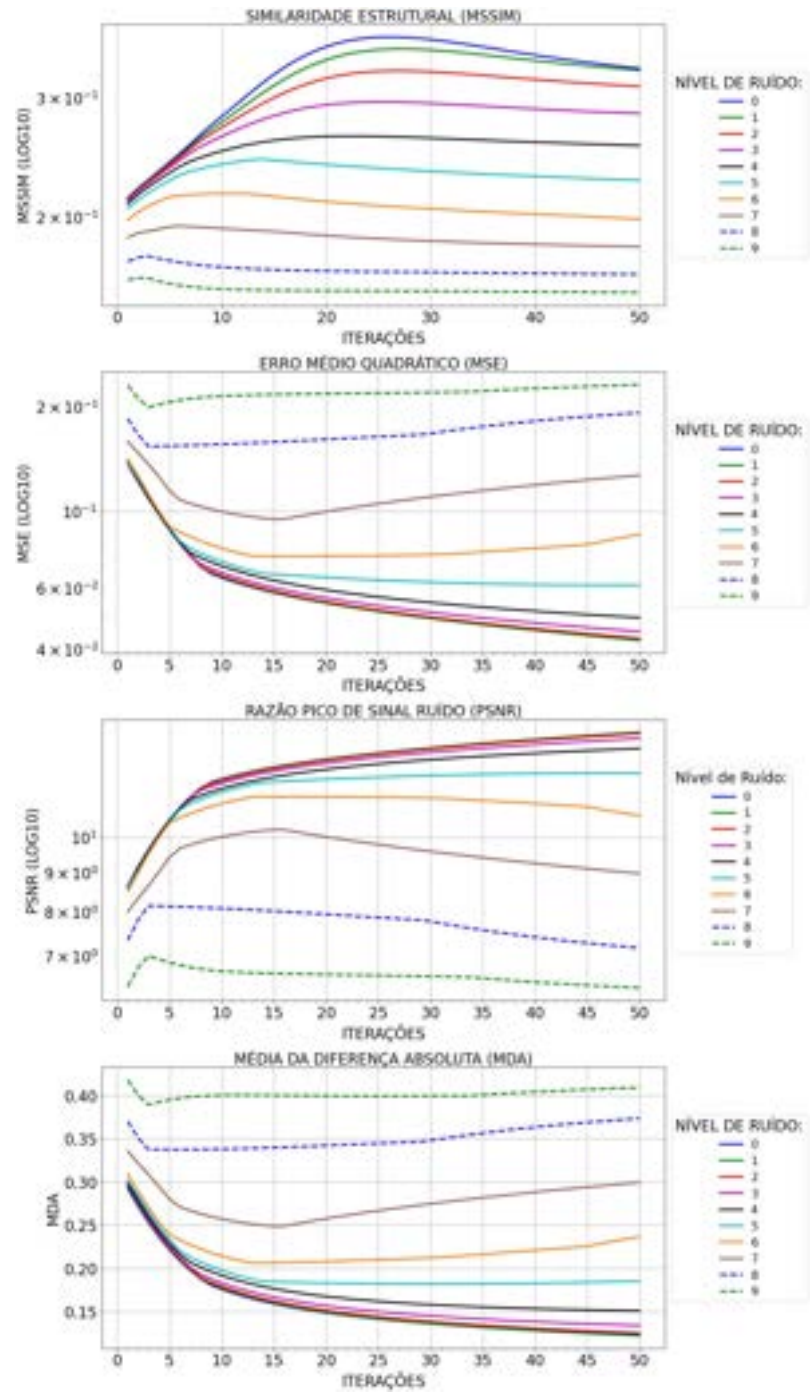 SIMILARIDADE ESTRUTURAL (MSSIM)
MSSIM (LOG10)
3 × 10⁻¹
2 × 10⁻¹
0 5 10 15 20 25 30 35 40 45 50
ITERAÇÕES
NÍVEL DE RUÍDO:
0
1
2
3
4
5
6
7
8
9
ERRO MÉDIO QUADRÁTICO (MSE)
MSE (LOG10)
2 × 10⁻¹
10⁻¹
6 × 10⁻²
4 × 10⁻²
0 5 10 15 20 25 30 35 40 45 50
ITERAÇÕES
NÍVEL DE RUÍDO:
0
1
2
3
4
5
6
7
8
9
RAZÃO PICO DE SINAL RUÍDO (PSNR)
PSNR (LOG10)
10¹
9 × 10⁰
8 × 10⁰
7 × 10⁰
0 5 10 15 20 25 30 35 40 45 50
ITERAÇÕES
Nível de Ruído:
0
1
2
3
4
5
6
7
8
9
MÉDIA DA DIFERENÇA ABSOLUTA (MDA)
MDA
0.40
0.35
0.30
0.25
0.20
0.15
0 5 10 15 20 25 30 35 40 45 50
ITERAÇÕES
NÍVEL DE RUÍDO:
0
1
2
3
4
5
6
7
8
9